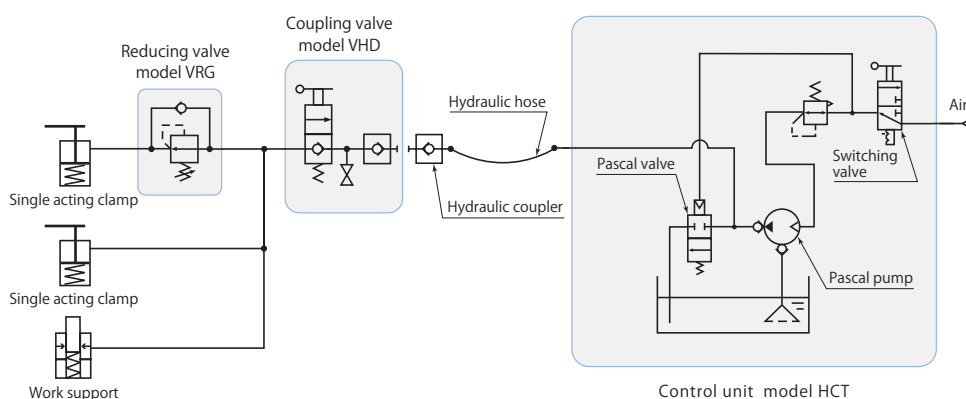 Coupling valve
model VHD
Reducing valve
model VRG
Hydraulic hose
Air
Switching
valve
Pascal valve
Single acting clamp
Hydraulic coupler
Pascal pump
Single acting clamp
Work support
Control unit model HCT